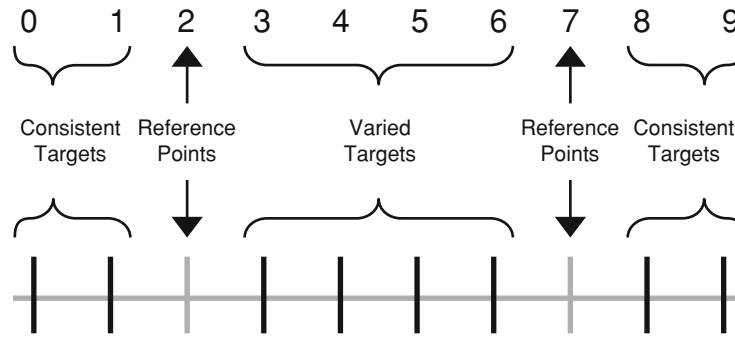 0 1 2 3 4 5 6 7 8 9
Consistent Reference Varied Reference Consistent
Targets Points Targets Points Targets